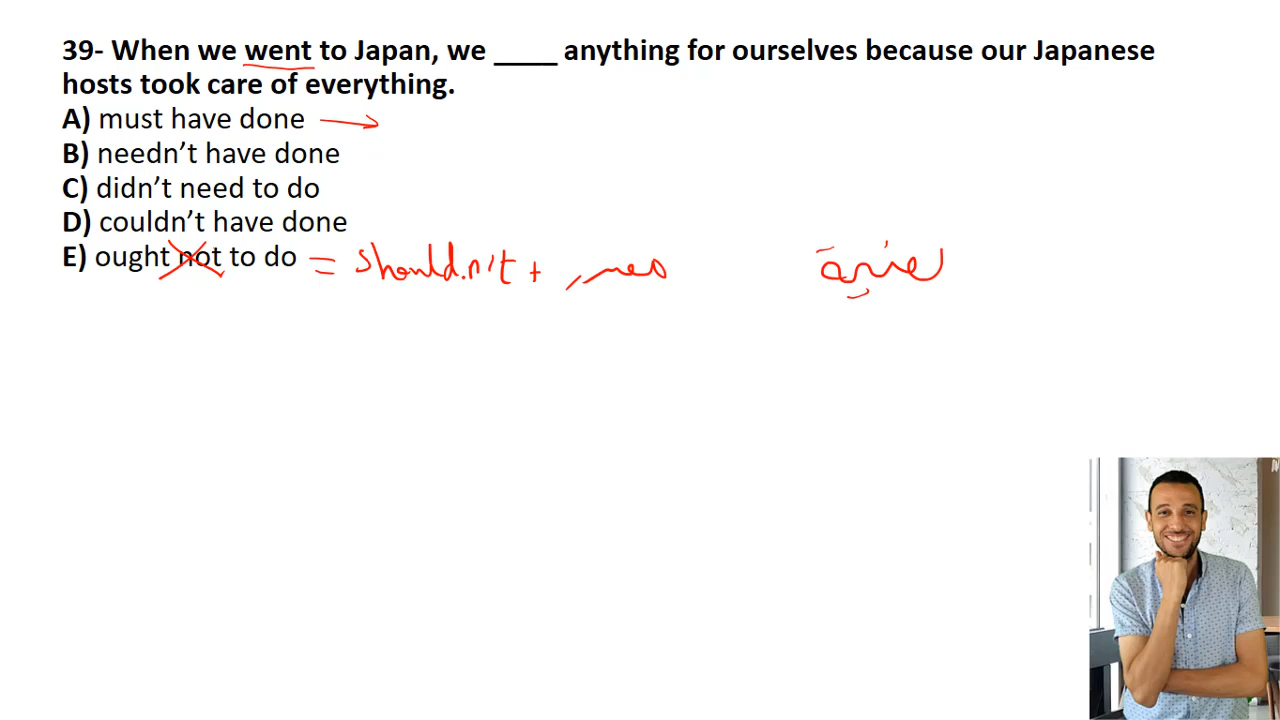 39- When we went to Japan, we ____ anything for ourselves because our Japanese
hosts took care of everything.
A) must have done
B) needn’t have done
C) didn’t need to do
D) couldn’t have done
E) ought not to do = shouldn't +